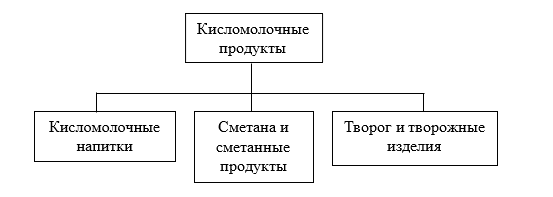 Кисломолочные
продукты
Кисломолочные
напитки
Сметана и
сметанные
продукты
Творог и творожные
изделия